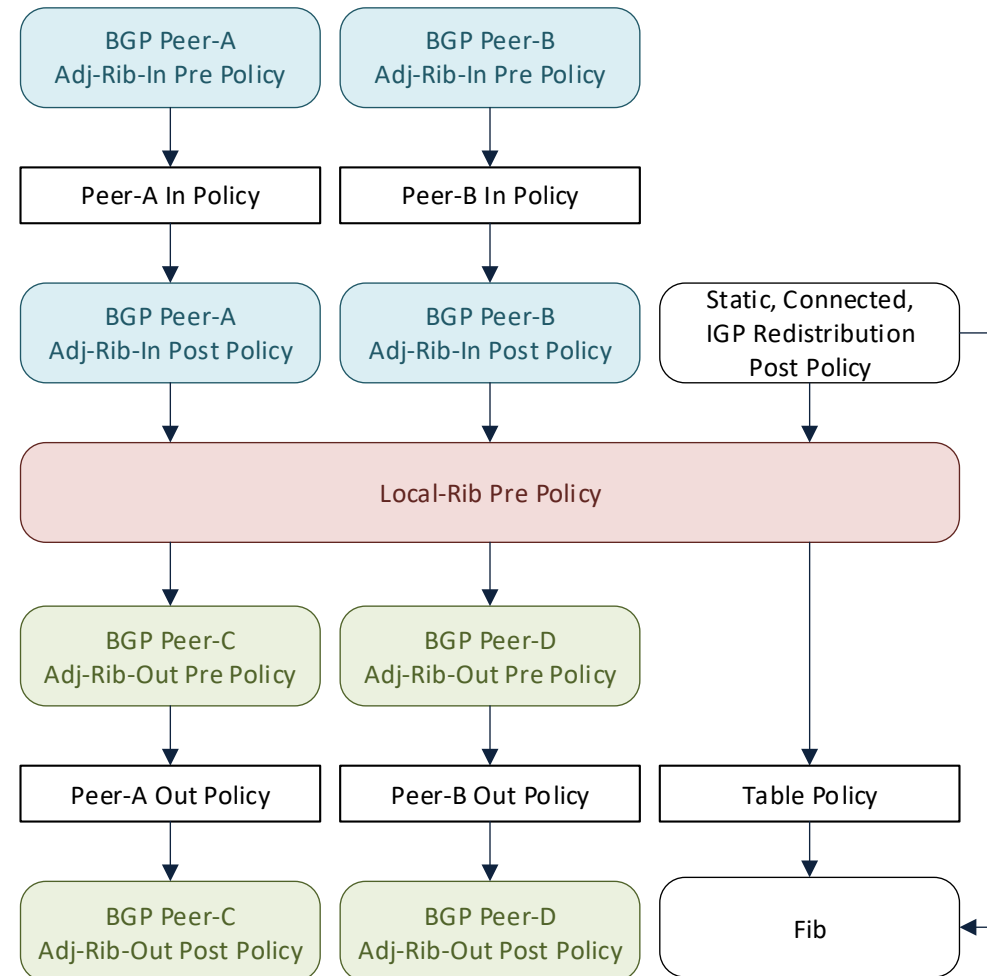 BGP Peer-A
Adj-Rib-In Pre Policy
BGP Peer-B
Adj-Rib-In Pre Policy
Peer-A In Policy
Peer-B In Policy
BGP Peer-A
Adj-Rib-In Post Policy
BGP Peer-B
Adj-Rib-In Post Policy
Static, Connected,
IGP Redistribution
Post Policy
Local-Rib Pre Policy
BGP Peer-C
Adj-Rib-Out Pre Policy
BGP Peer-D
Adj-Rib-Out Pre Policy
Peer-A Out Policy
Peer-B Out Policy
Table Policy
BGP Peer-C
Adj-Rib-Out Post Policy
BGP Peer-D
Adj-Rib-Out Post Policy
Fib